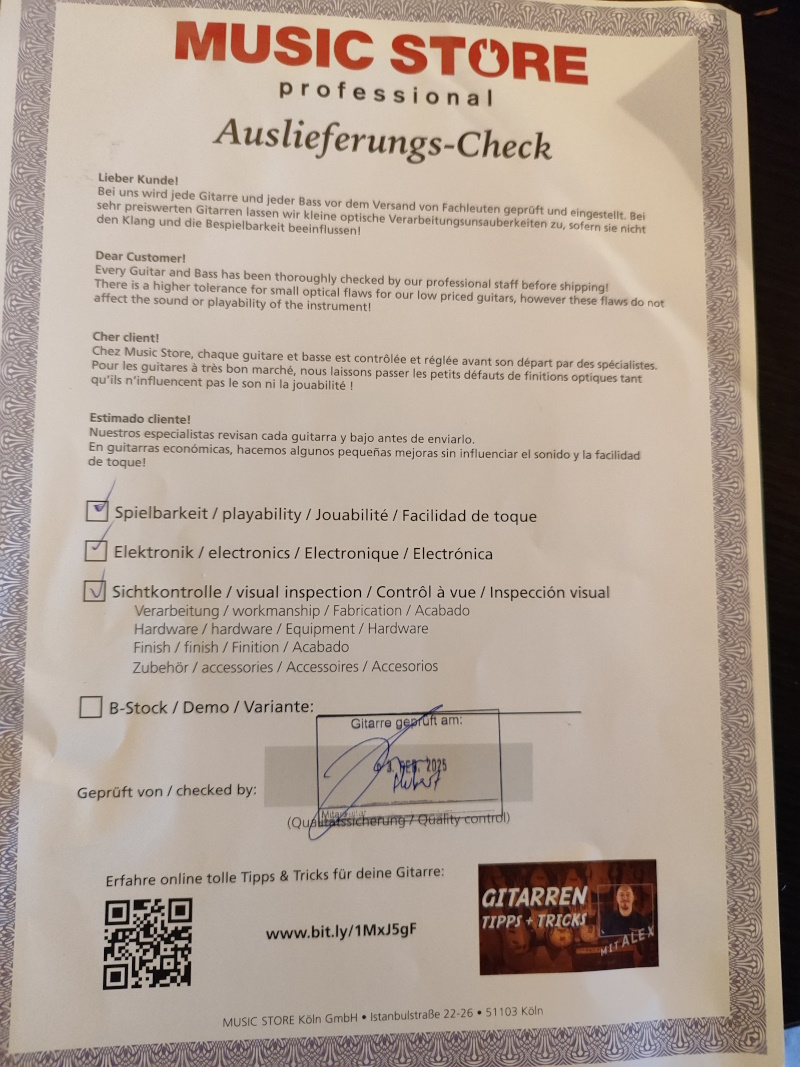 MUSIC STORE
professional
Auslieferungs-Check
Lieber Kunde!
Bei uns wird jede Gitarre und jeder Bass vor dem Versand von Fachleuten geprüft und eingestellt. Bei
sehr preiswerten Gitarren lassen wir kleine optische Verarbeitungsunsauberkeiten zu, sofern sie nicht
den Klang und die Bespielbarkeit beeinflussen!
Dear Customer!
Every Guitar and Bass has been thoroughly checked by our professional staff before shipping!
There is a higher tolerance for small optical flaws for our low priced guitars, however these flaws do not
affect the sound or playability of the instrument!
Cher client!
Chez Music Store, chaque guitare et basse est contrôlée et réglée avant son départ par des spécialistes.
Pour les guitares à très bon marché, nous laissons passer les petits défauts de finitions optiques tant
qu'ils n'influencent pas le son ni la jouabilité !
Estimado cliente!
Nuestros especialistas revisan cada guitarra y bajo antes de enviarlo.
En guitarras económicas, hacemos algunos pequeñas mejoras sin influenciar el sonido y la facilidad
de toque!
Spielbarkeit / playability / Jouabilité / Facilidad de toque
Elektronik / electronics / Electronique / Electrónica
Sichtkontrolle / visual inspection / Contrôl à vue / Inspección visual
Verarbeitung / workmanship / Fabrication / Acabado
Hardware / hardware / Equipment / Hardware
Finish / finish / Finition / Acabado
Zubehör / accessories / Accessoires / Accesorios
B-Stock / Demo / Variante:
Gitarre geprüft am:
2025
Geprüft von / checked by:
(Qualitätssicherung / Quality control)
Erfahre online tolle Tipps & Tricks für deine Gitarre:
www.bit.ly/1MxJ5gF
GITARREN
TIPPS + TRICKS
MIT ALEX
MUSIC STORE Köln GmbH • Istanbulstraße 22-26 • 51103 Köln